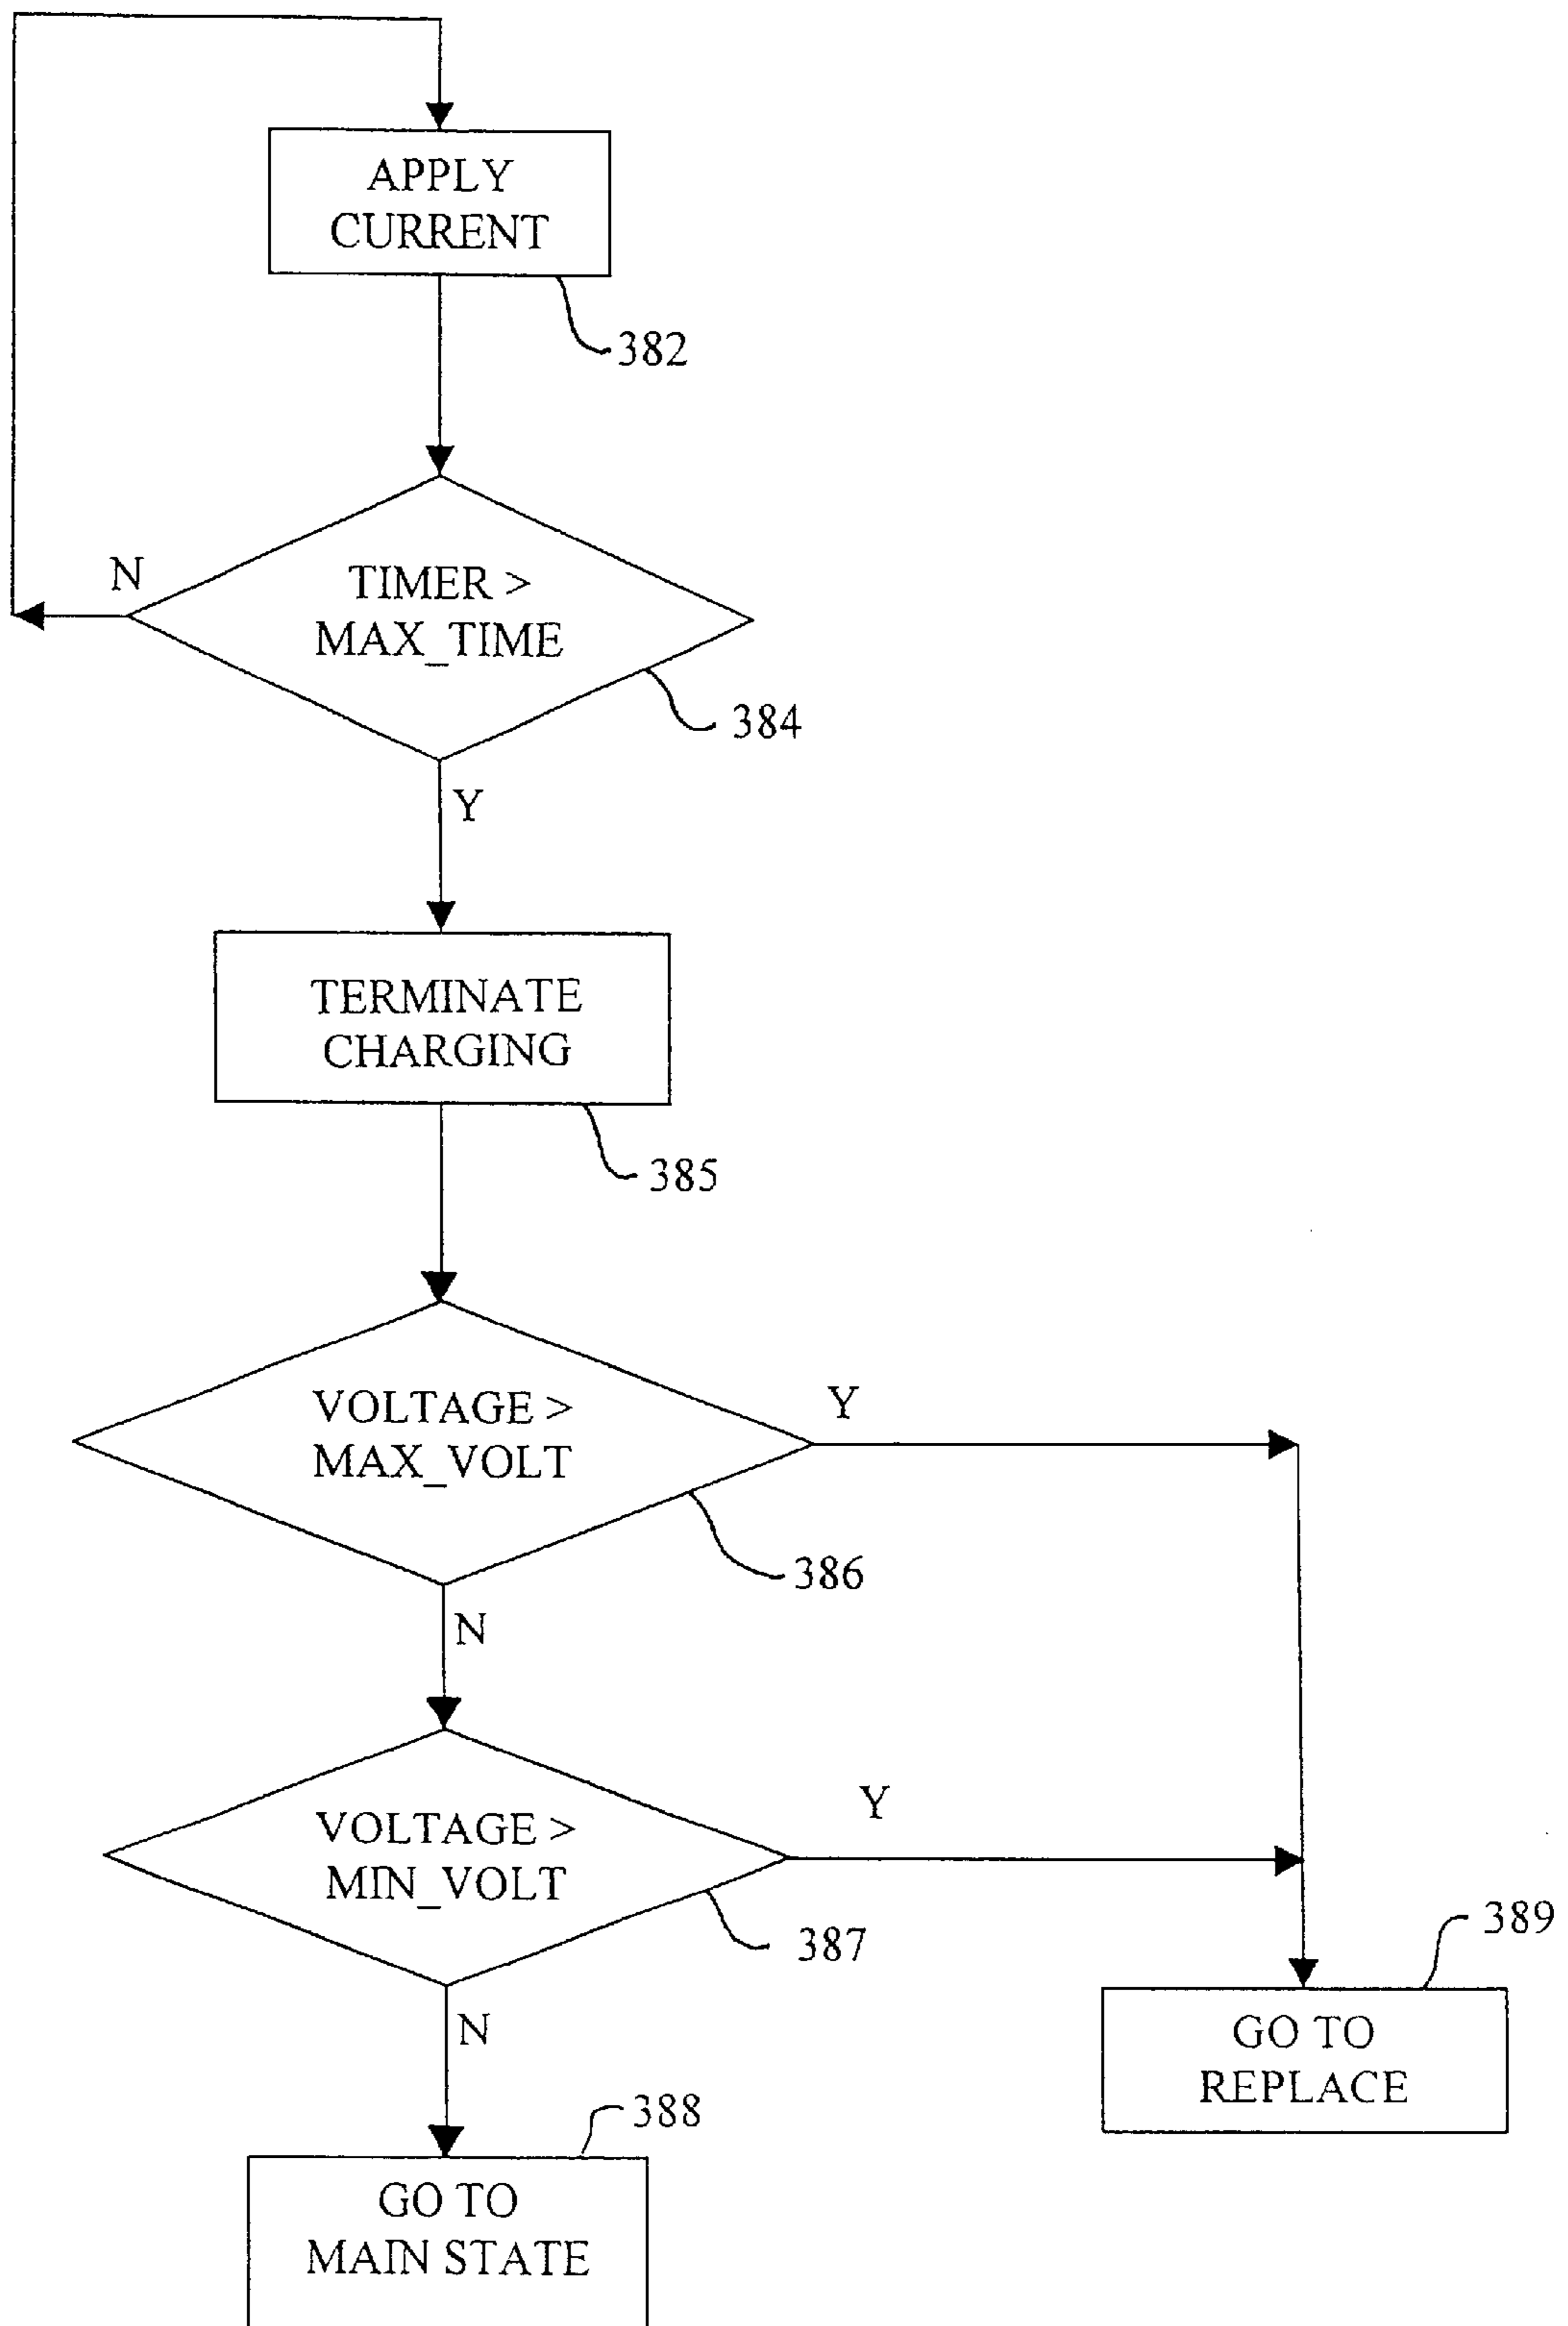 APPLY
CURRENT
382
TIMER >
MAX_TIME
N
384
Y
TERMINATE
CHARGING
385
VOLTAGE >
MAX_VOLT
Y
386
N
VOLTAGE >
MIN_VOLT
Y
387
N
389
GO TO
REPLACE
388
GO TO
MAIN STATE